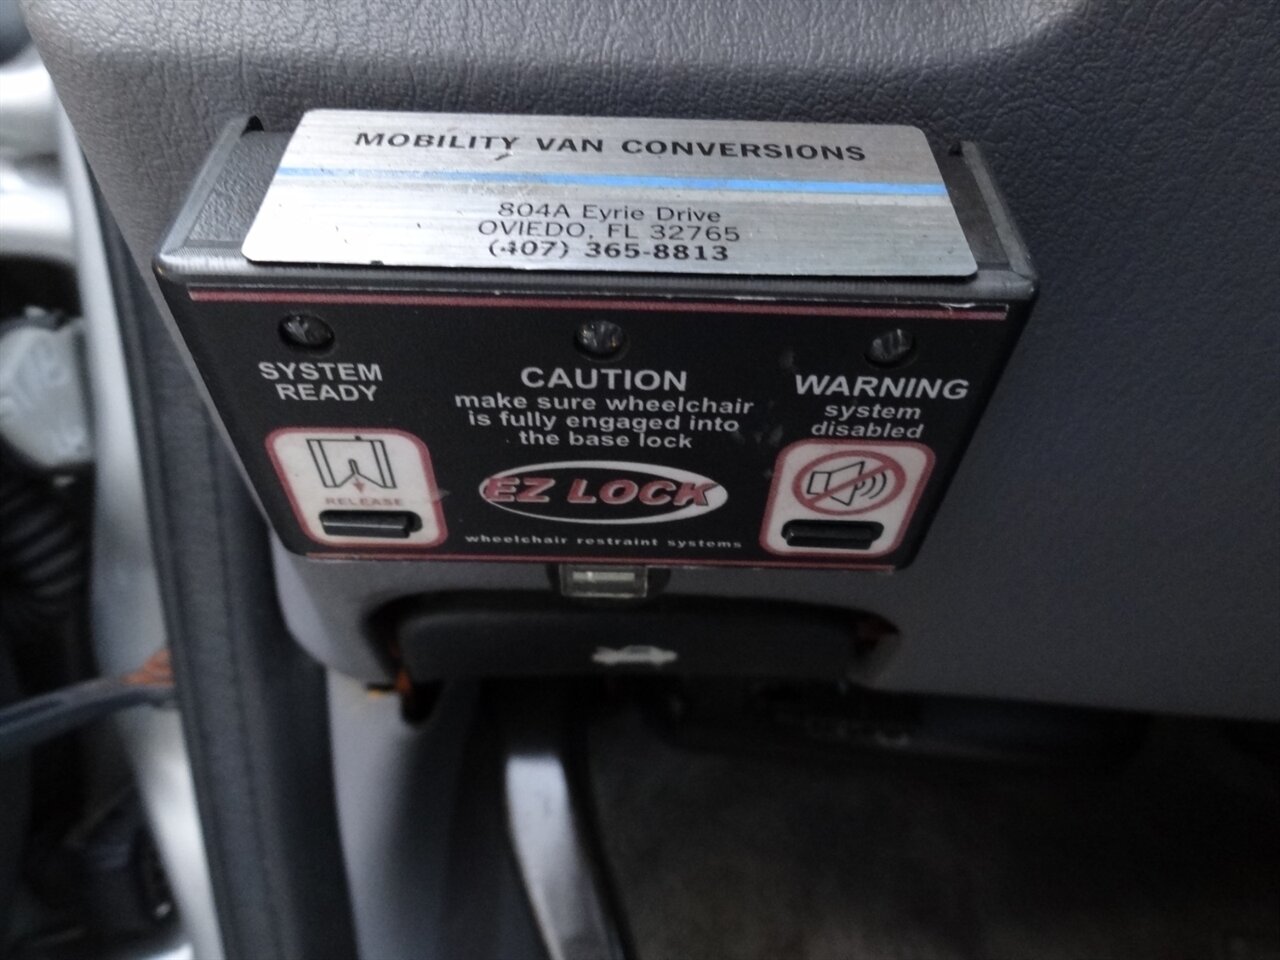 MOBILITY VAN CONVERSIONS
804A Eyrie Drive
OVIEDO, FL 32765
(407) 365-8813
SYSTEM
READY
CAUTION
make sure wheelchair
is fully engaged into
the base lock
WARNING
system
disabled
RELEASE
EZ LOCK
wheelchair restraint systems